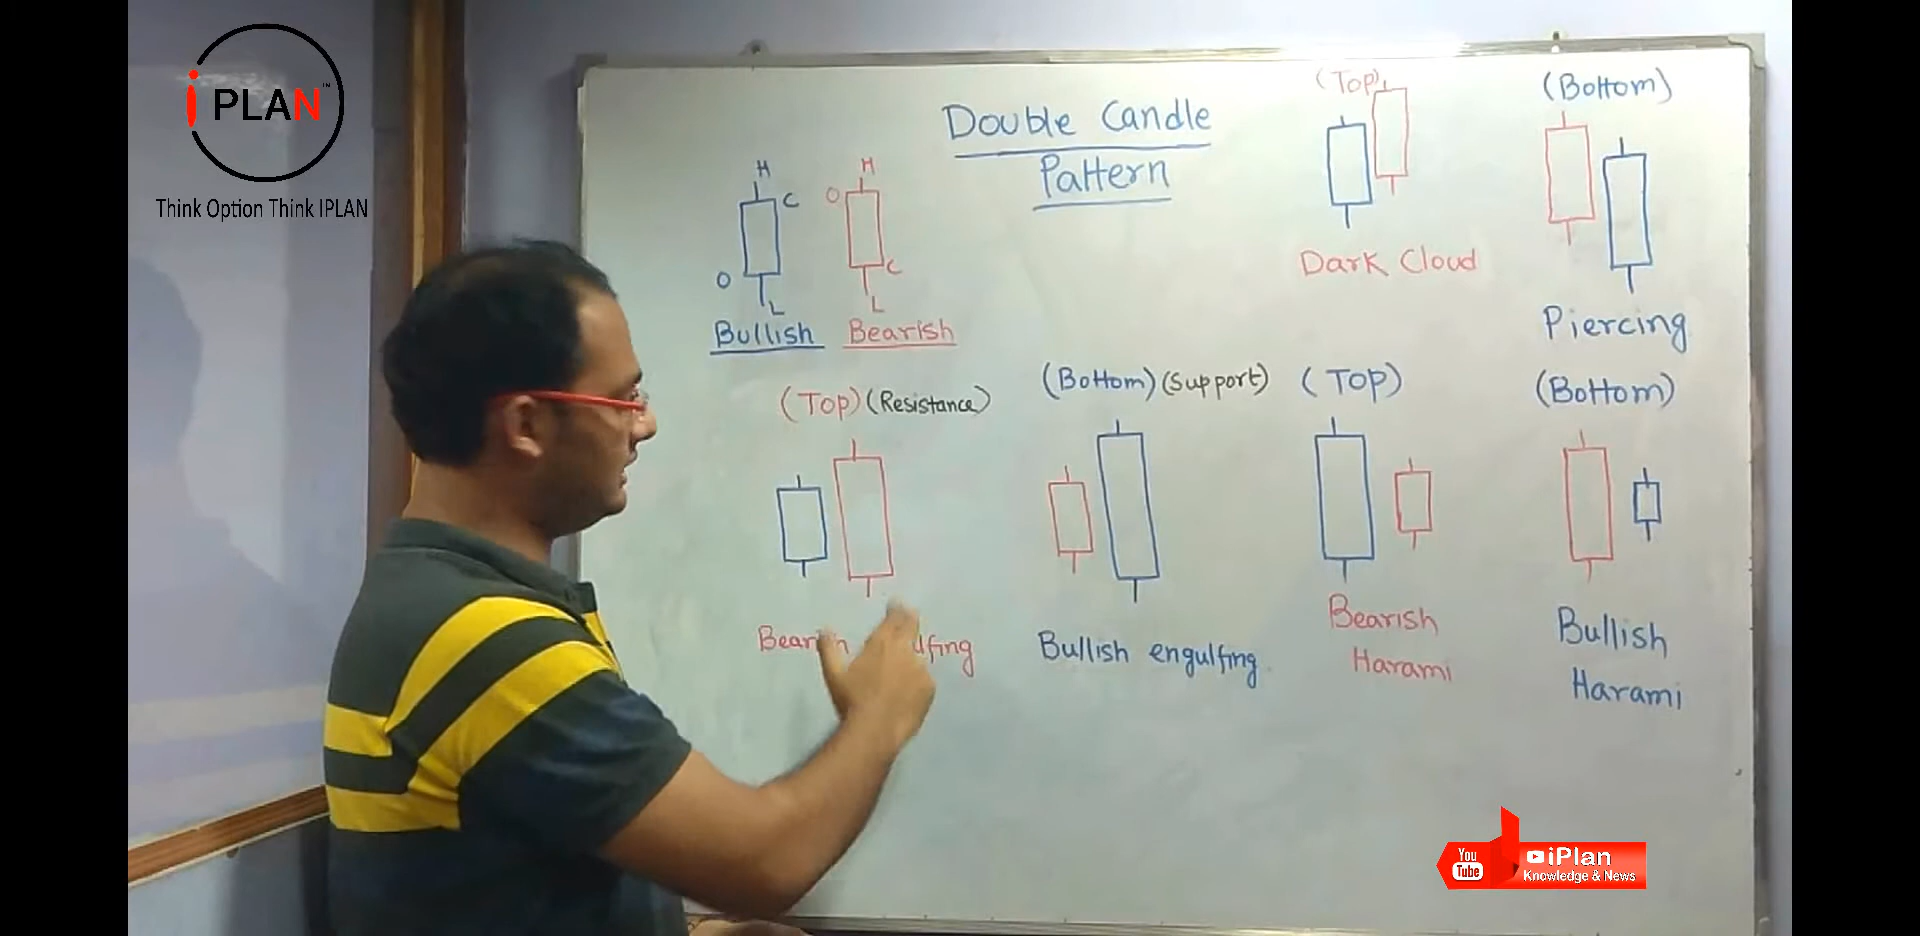 i PLAN™
Think Option Think IPLAN
Double Candle
Pattern
H
C
O
L
Bullish
H
O
C
L
Bearish
(Top)
Dark Cloud
(Bottom)
Piercing
(Top) (Resistance)
(Bottom) (Support)
(Top)
Bearish
Harami
(Bottom)
Bullish
Harami
Bullish engulfing
You
Tube
iPlan
Knowledge & News